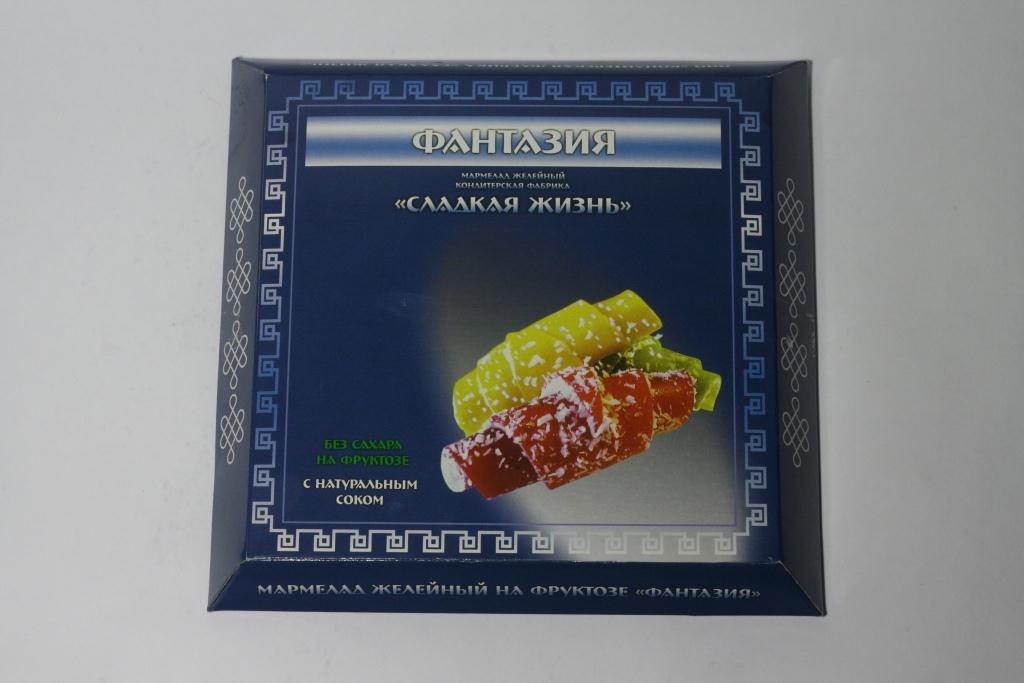 ФАНТАЗИЯ
МАРМЕЛАД ЖЕЛЕЙНЫЙ
КОНДИТЕРСКАЯ ФАБРИКА
«СЛАДКАЯ ЖИЗНЬ»
БЕЗ САХАРА
НА ФРУКТОЗЕ
С НАТУРАЛЬНЫМ
СОКОМ
МАРМЕЛАД ЖЕЛЕЙНЫЙ НА ФРУКТОЗЕ «ФАНТАЗИЯ»